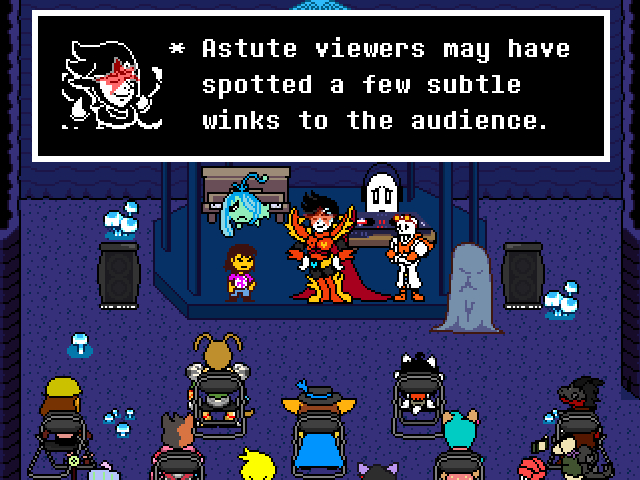 * Astute viewers may have
spotted a few subtle
winks to the audience.